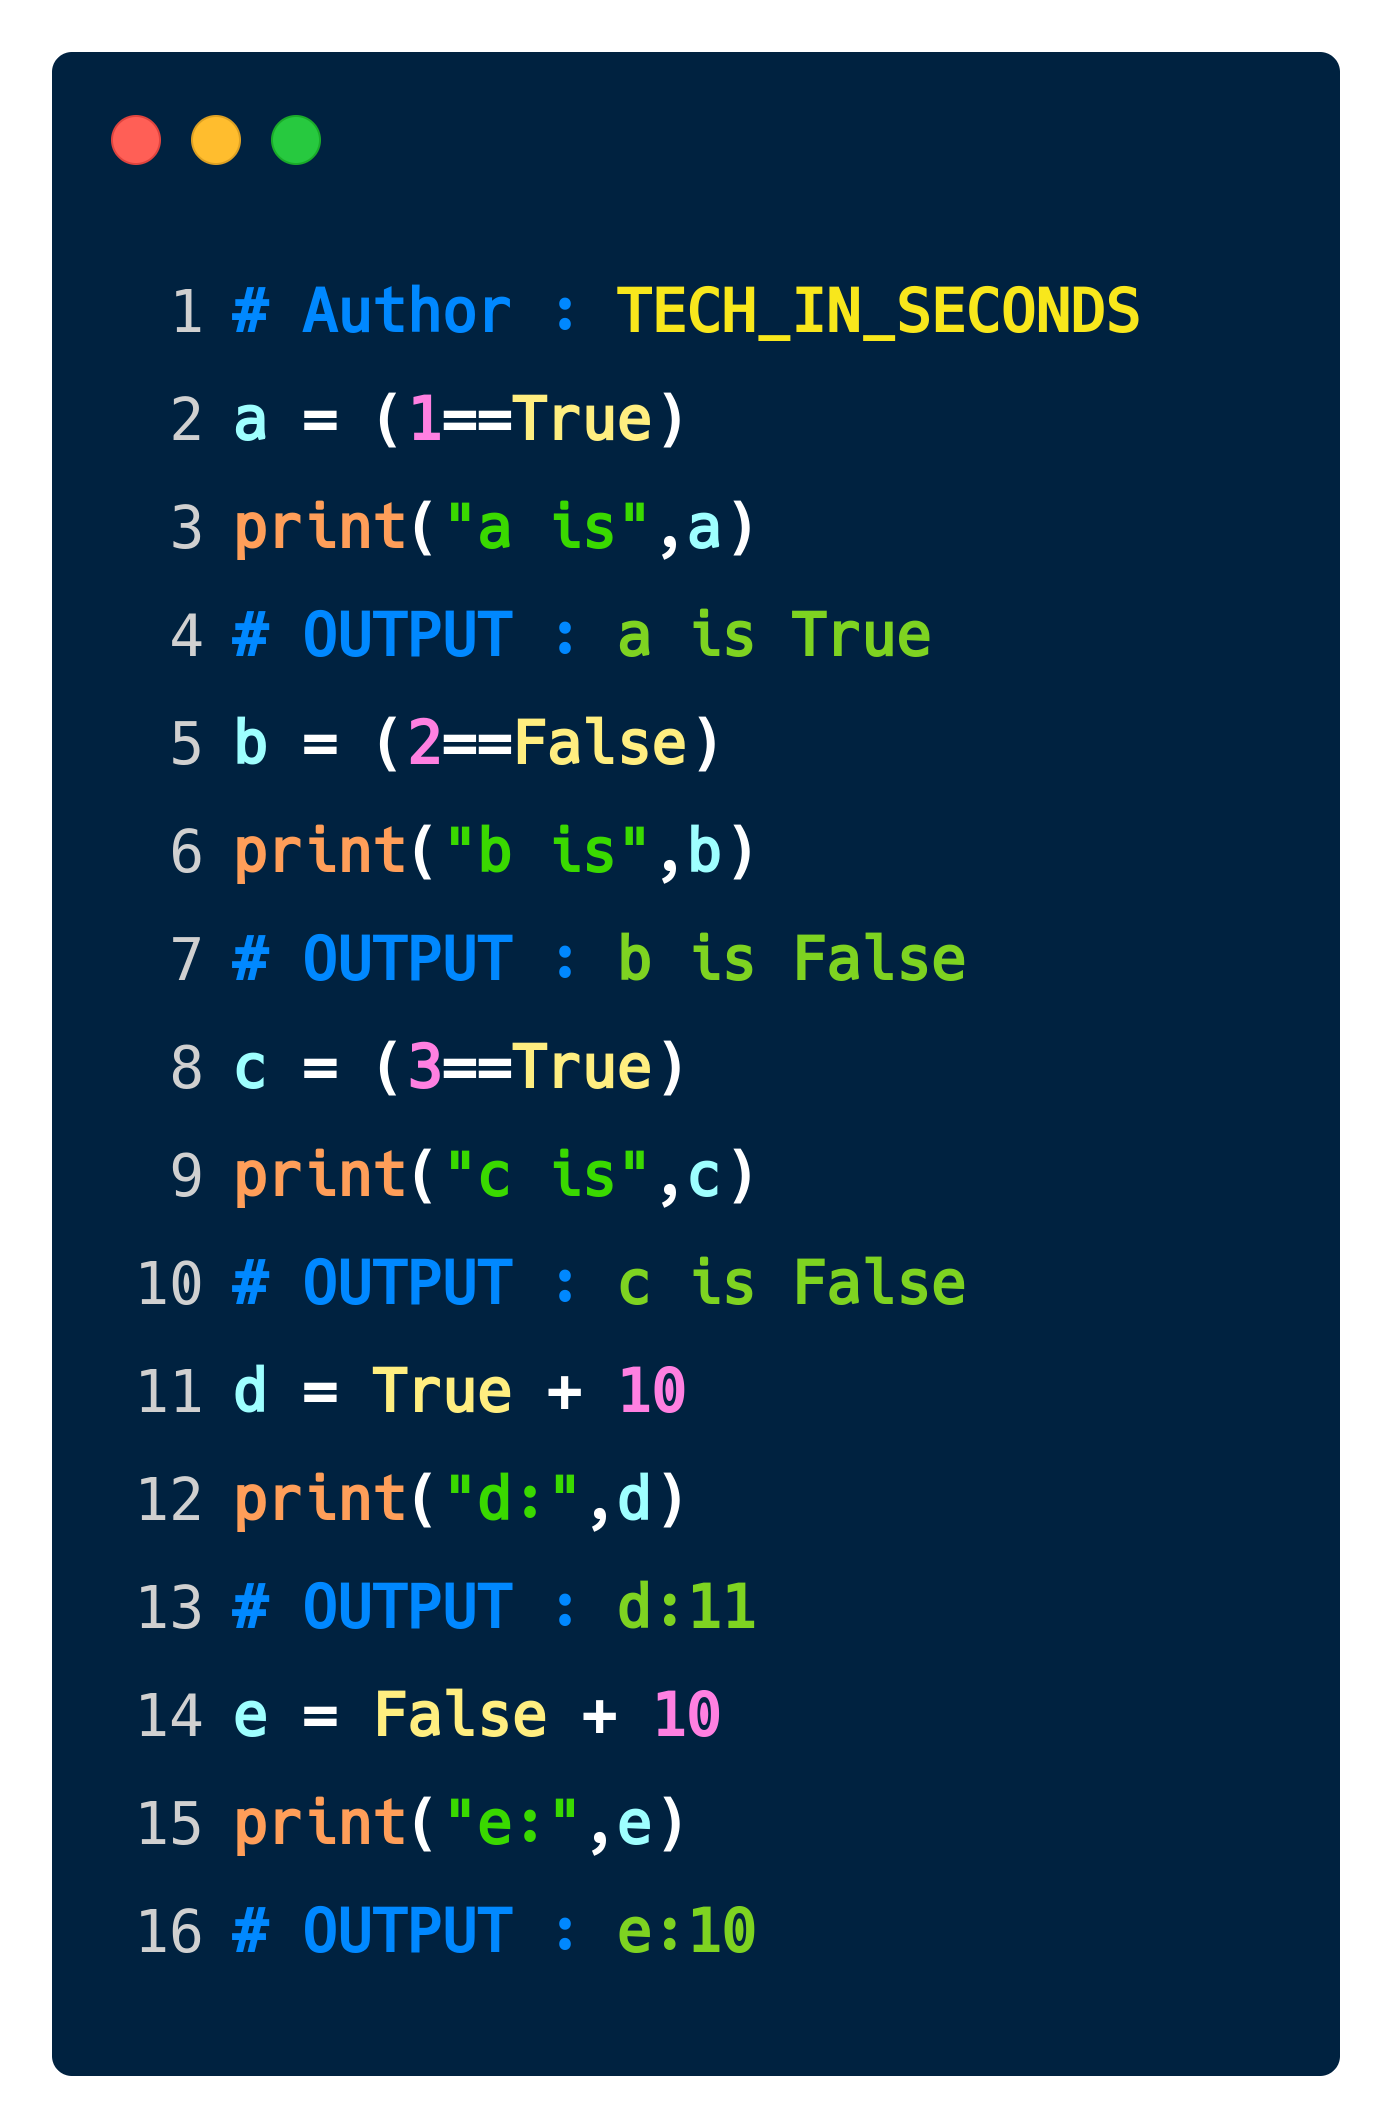 1 # Author : TECH_IN_SECONDS
2 a = (1==True)
3 print("a is",a)
4 # OUTPUT : a is True
5 b = (2==False)
6 print("b is",b)
7 # OUTPUT : b is False
8 c = (3==True)
9 print("c is",c)
10 # OUTPUT : c is False
11 d = True + 10
12 print("d:",d)
13 # OUTPUT : d:11
14 e = False + 10
15 print("e:",e)
16 # OUTPUT : e:10